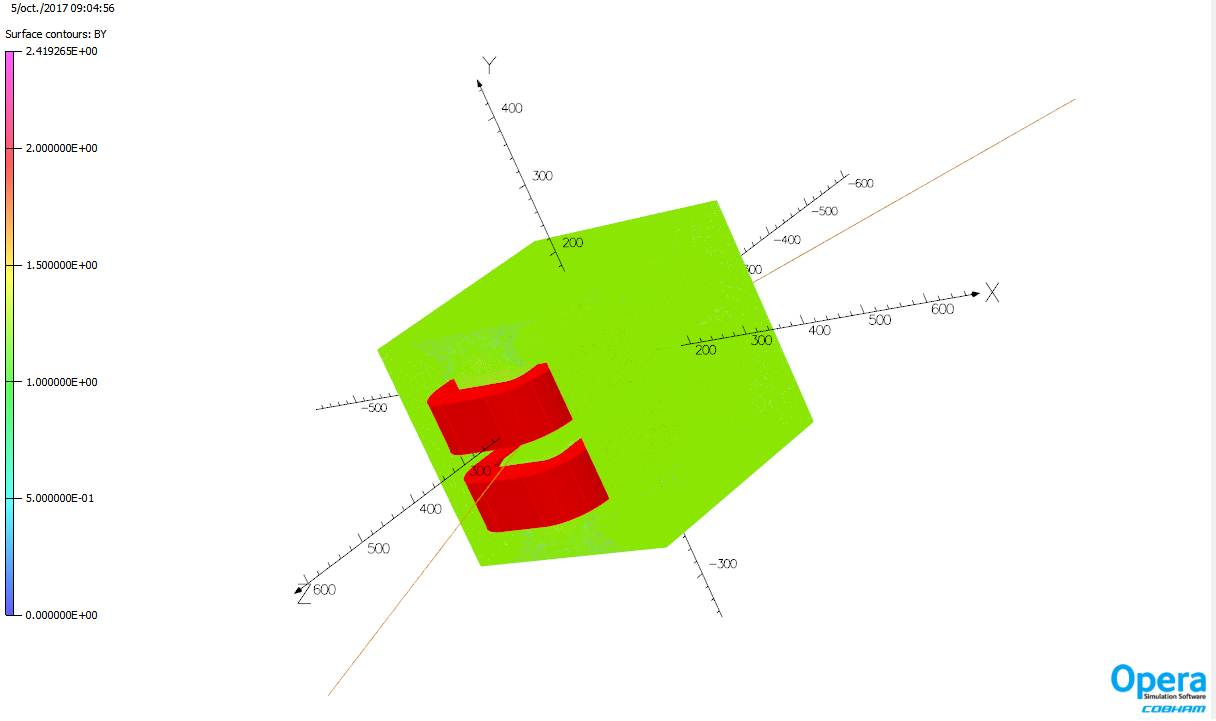 5/oct./2017 09:04:56
Surface contours: BY
2.419265E+00
2.000000E+00
1.500000E+00
1.000000E+00
5.000000E-01
0.000000E+00
Y
400
300
200
-600
-500
-400
300
X
600
500
400
300
200
-500
300
400
500
600
Z
-300
Opera
Simulation Software
COBHAM